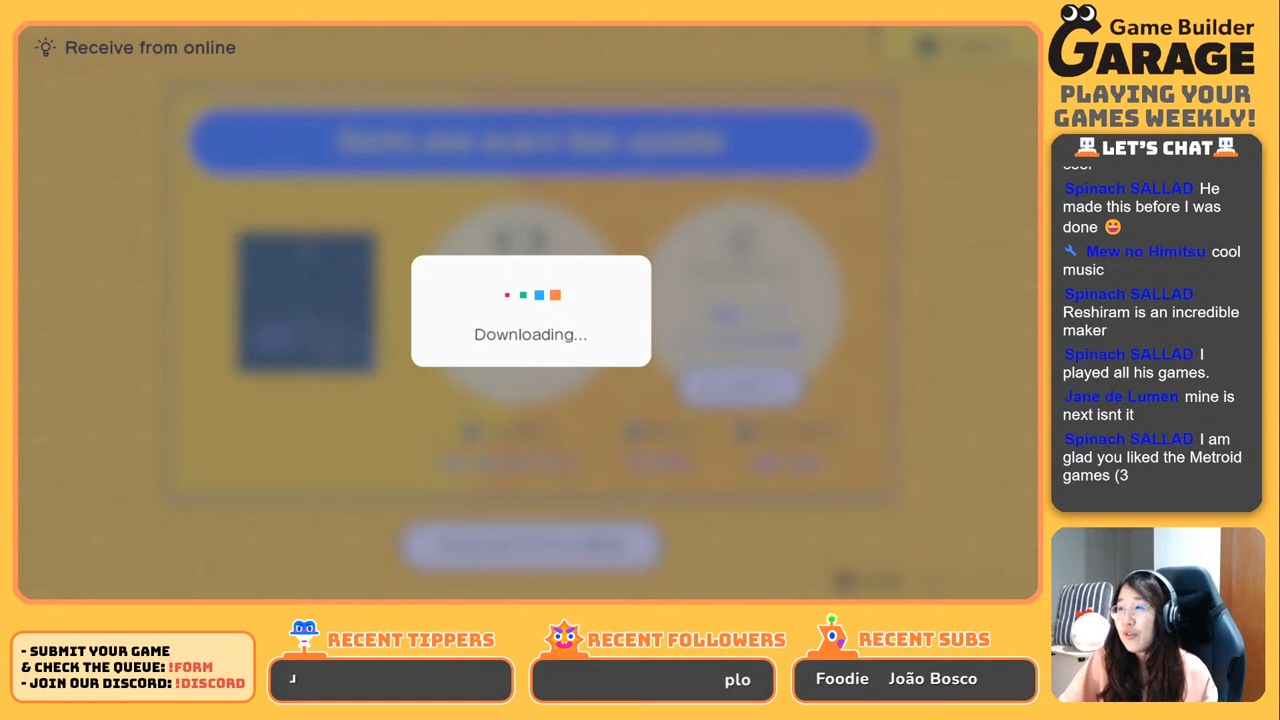 Receive from online
Downloading...
Game Builder
GARAGE
PLAYING YOUR
GAMES WEEKLY!
LET'S CHAT
Spinach SALLAD He
made this before I was
done 😆
Mew no Himitsu cool
music
Spinach SALLAD
Reshiram is an incredible
maker
Spinach SALLAD I
played all his games.
Jane de Lumen mine is
next isnt it
Spinach SALLAD I am
glad you liked the Metroid
games (3
- SUBMIT YOUR GAME
& CHECK THE QUEUE: !FORM
- JOIN OUR DISCORD: !DISCORD
RECENT TIPPERS
RECENT FOLLOWERS
plo
RECENT SUBS
Foodie João Bosco